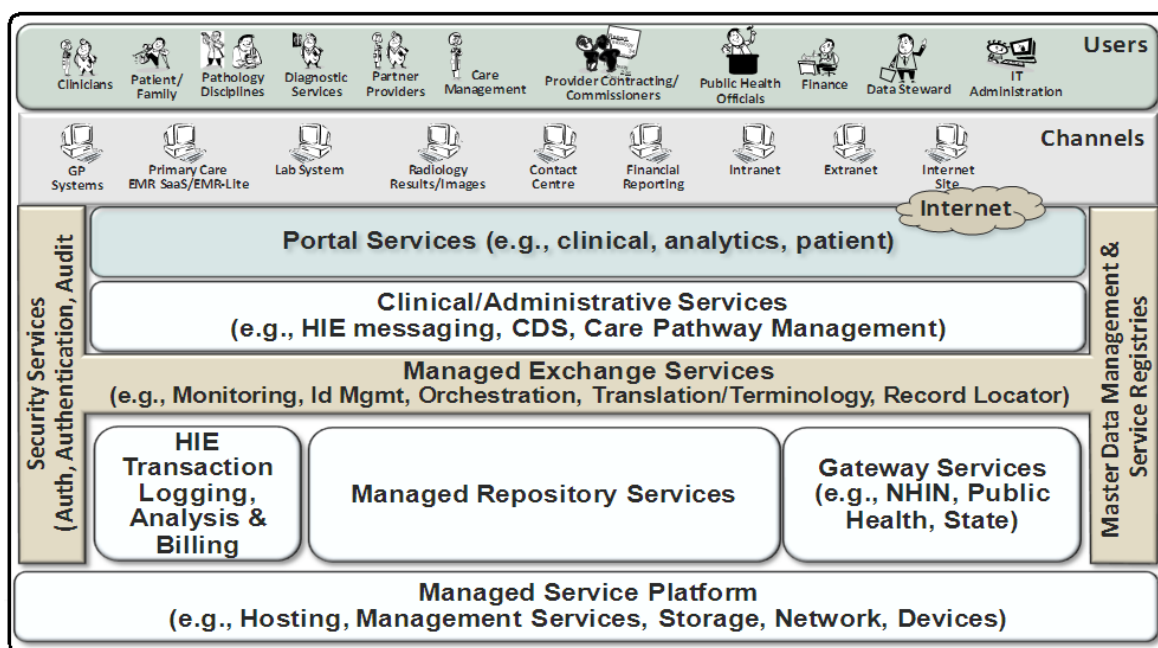 Users
Clinicians
Patient/
Family
Pathology
Disciplines
Diagnostic
Services
Partner
Providers
Care
Management
Provider Contracting/
Commissioners
Public Health
Officials
Finance
Data Steward
IT
Administration
Channels
GP
Systems
Primary Care
EMR SaaS/EMR-Lite
Lab System
Radiology
Results/Images
Contact
Centre
Financial
Reporting
Intranet
Extranet
Internet
Site
Internet
Security Services
(Auth, Authentication, Audit
Portal Services (e.g., clinical, analytics, patient)
Clinical/Administrative Services
(e.g., HIE messaging, CDS, Care Pathway Management)
Managed Exchange Services
(e.g., Monitoring, Id Mgmt, Orchestration, Translation/Terminology, Record Locator)
HIE
Transaction
Logging,
Analysis &
Billing
Managed Repository Services
Gateway Services
(e.g., NHIN, Public
Health, State)
Master Data Management &
Service Registries
Managed Service Platform
(e.g., Hosting, Management Services, Storage, Network, Devices)